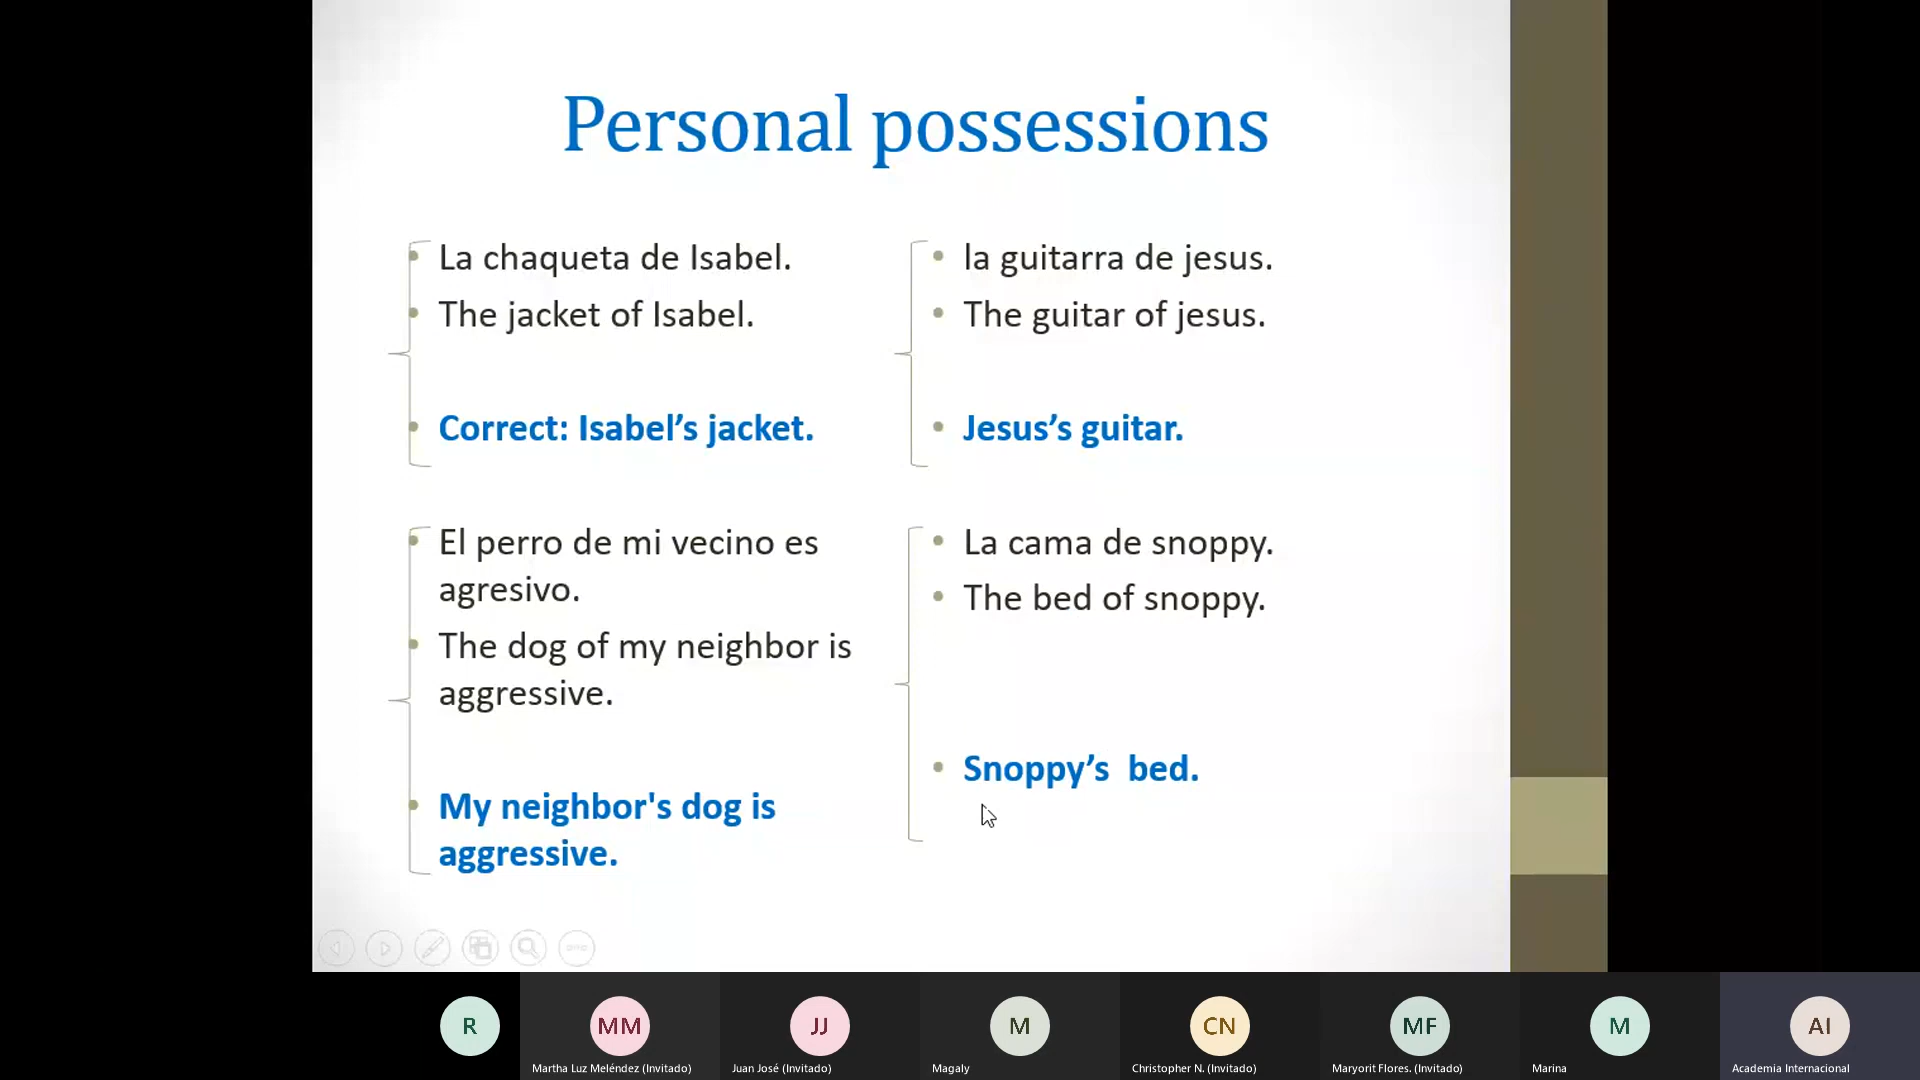 Personal possessions
La chaqueta de Isabel.
The jacket of Isabel.
Correct: Isabel’s jacket.
El perro de mi vecino es
agresivo.
The dog of my neighbor is
aggressive.
My neighbor's dog is
aggressive.
la guitarra de jesus.
The guitar of jesus.
Jesus’s guitar.
La cama de snoppy.
The bed of snoppy.
Snoppy’s  bed.
R
MM
JJ
M
CN
MF
M
AI
Martha Luz Meléndez (Invitado)
Juan José (Invitado)
Magaly
Christopher N. (Invitado)
Maryorit Flores. (Invitado)
Marina
Academia Internacional